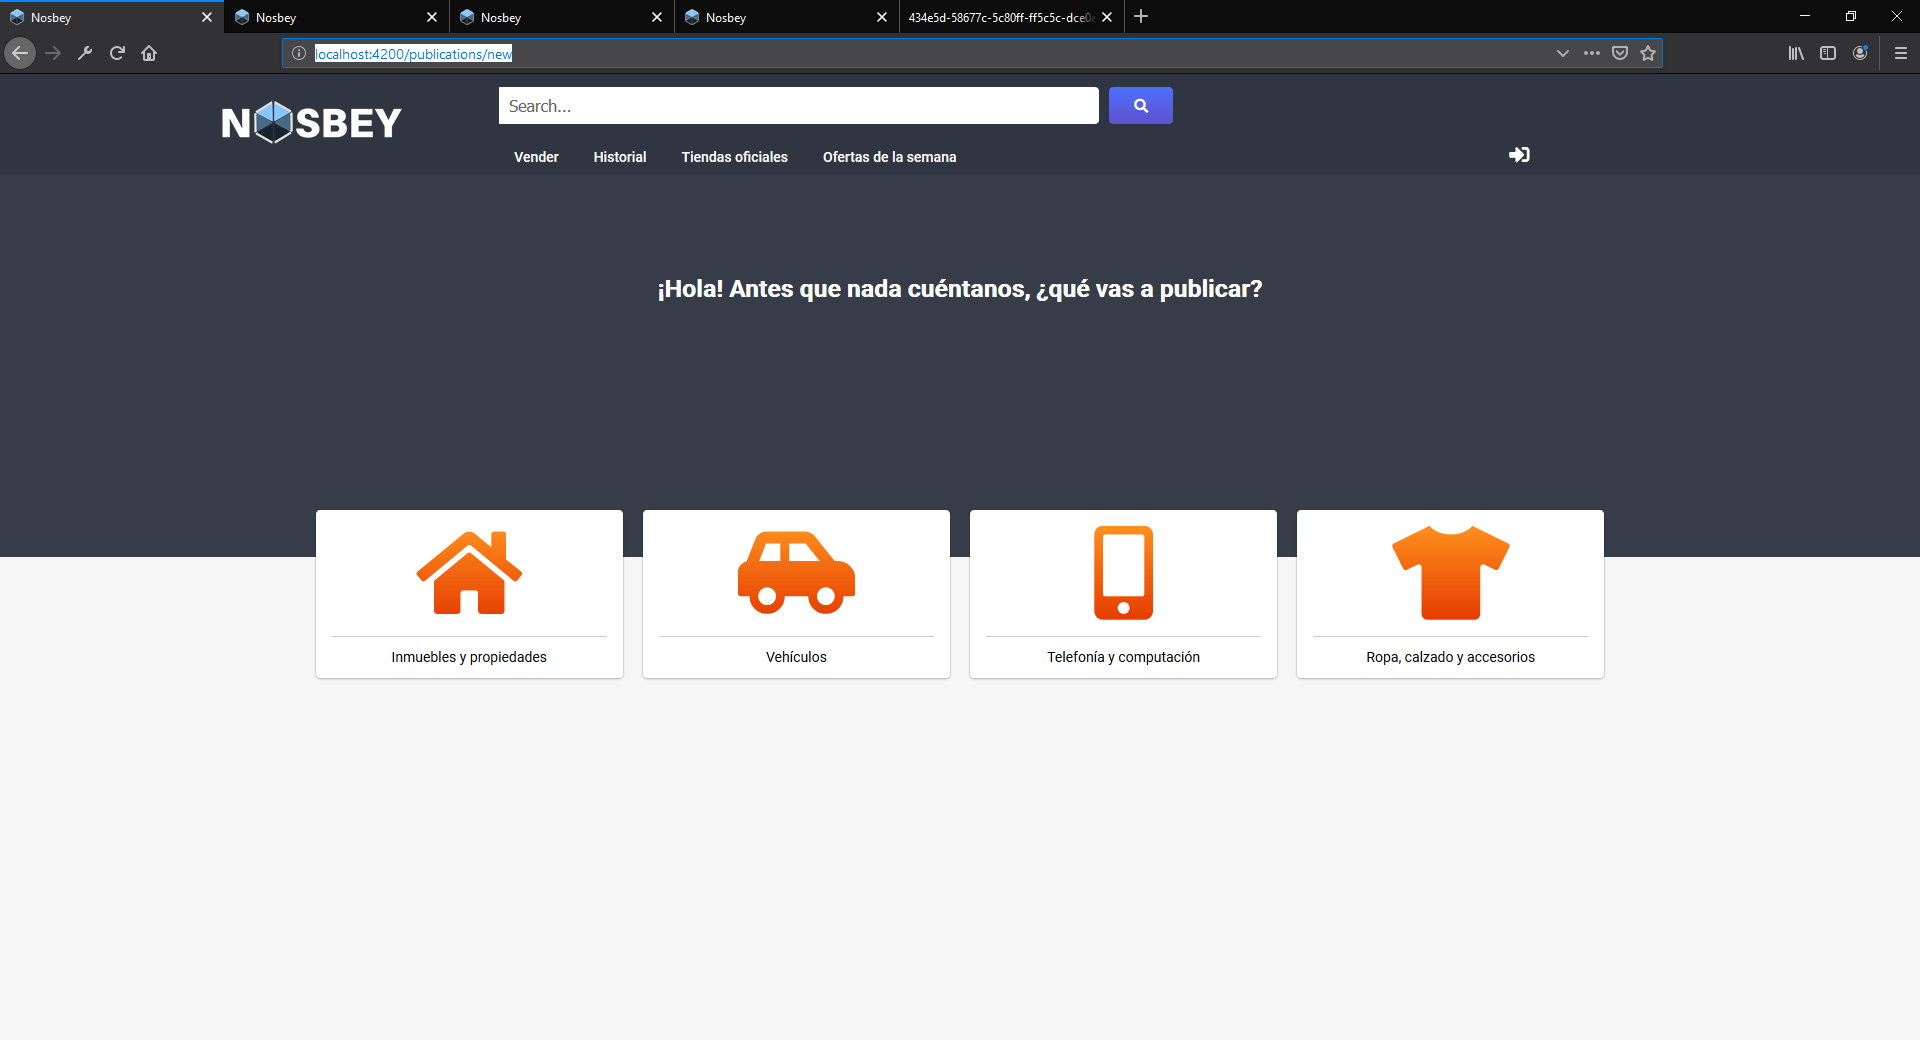 Nosbey
Nosbey
Nosbey
Nosbey
434e5d-58677c-5c80ff-ff5c5c-dce0
localhost:4200/publications/new
NOSBEY
Search...
Vender
Historial
Tiendas oficiales
Ofertas de la semana
¡Hola! Antes que nada cuéntanos, ¿qué vas a publicar?
Inmuebles y propiedades
Vehículos
Telefonía y computación
Ropa, calzado y accesorios